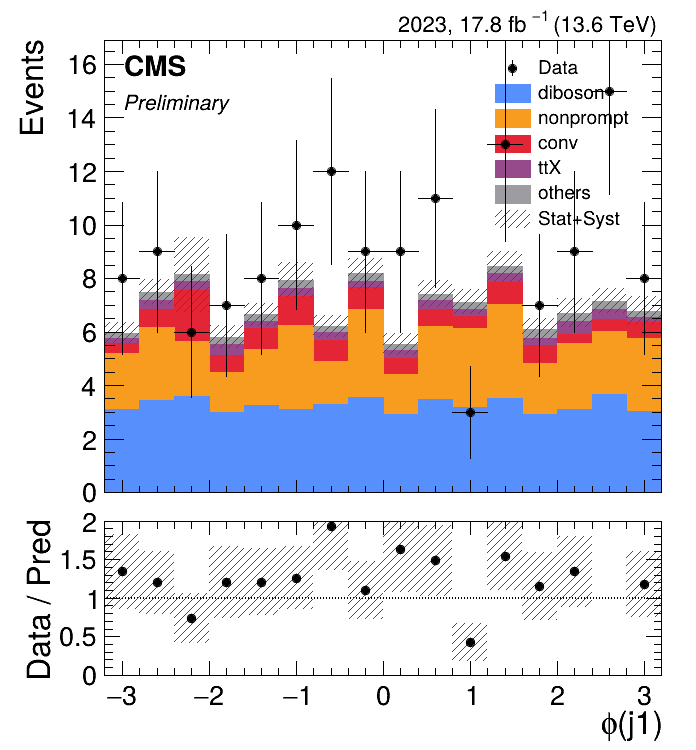 2023, 17.8 fb⁻¹ (13.6 TeV)
CMS
Preliminary
Events
16
14
12
10
8
6
4
2
0
Data
diboson
nonprompt
conv
ttX
others
Stat+Syst
Data / Pred
2
1.5
1
0.5
0
−3 −2 −1 0 1 2 3
ϕ(j1)